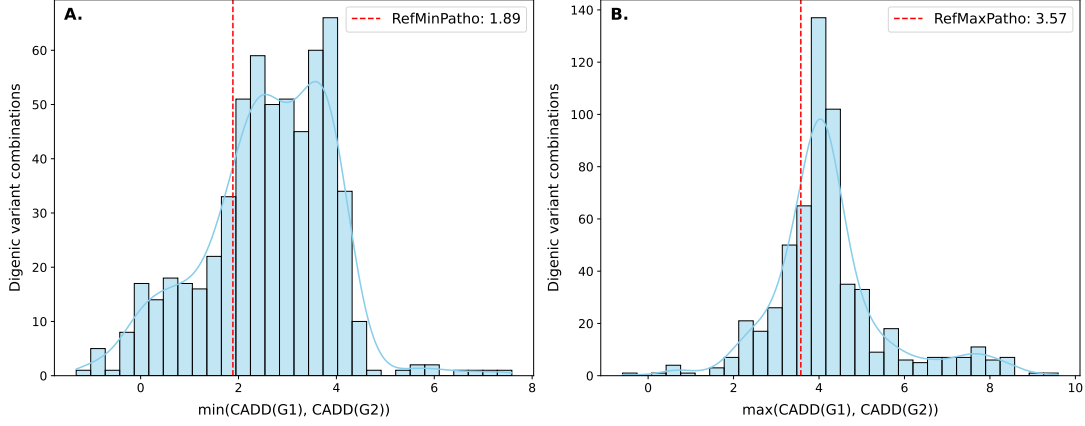 A.
RefMinPatho: 1.89
Digenic variant combinations
60
50
40
30
20
10
0
0 2 4 6 8
min(CADD(G1), CADD(G2))
B.
RefMaxPatho: 3.57
Digenic variant combinations
140
120
100
80
60
40
20
0
0 2 4 6 8 10
max(CADD(G1), CADD(G2))